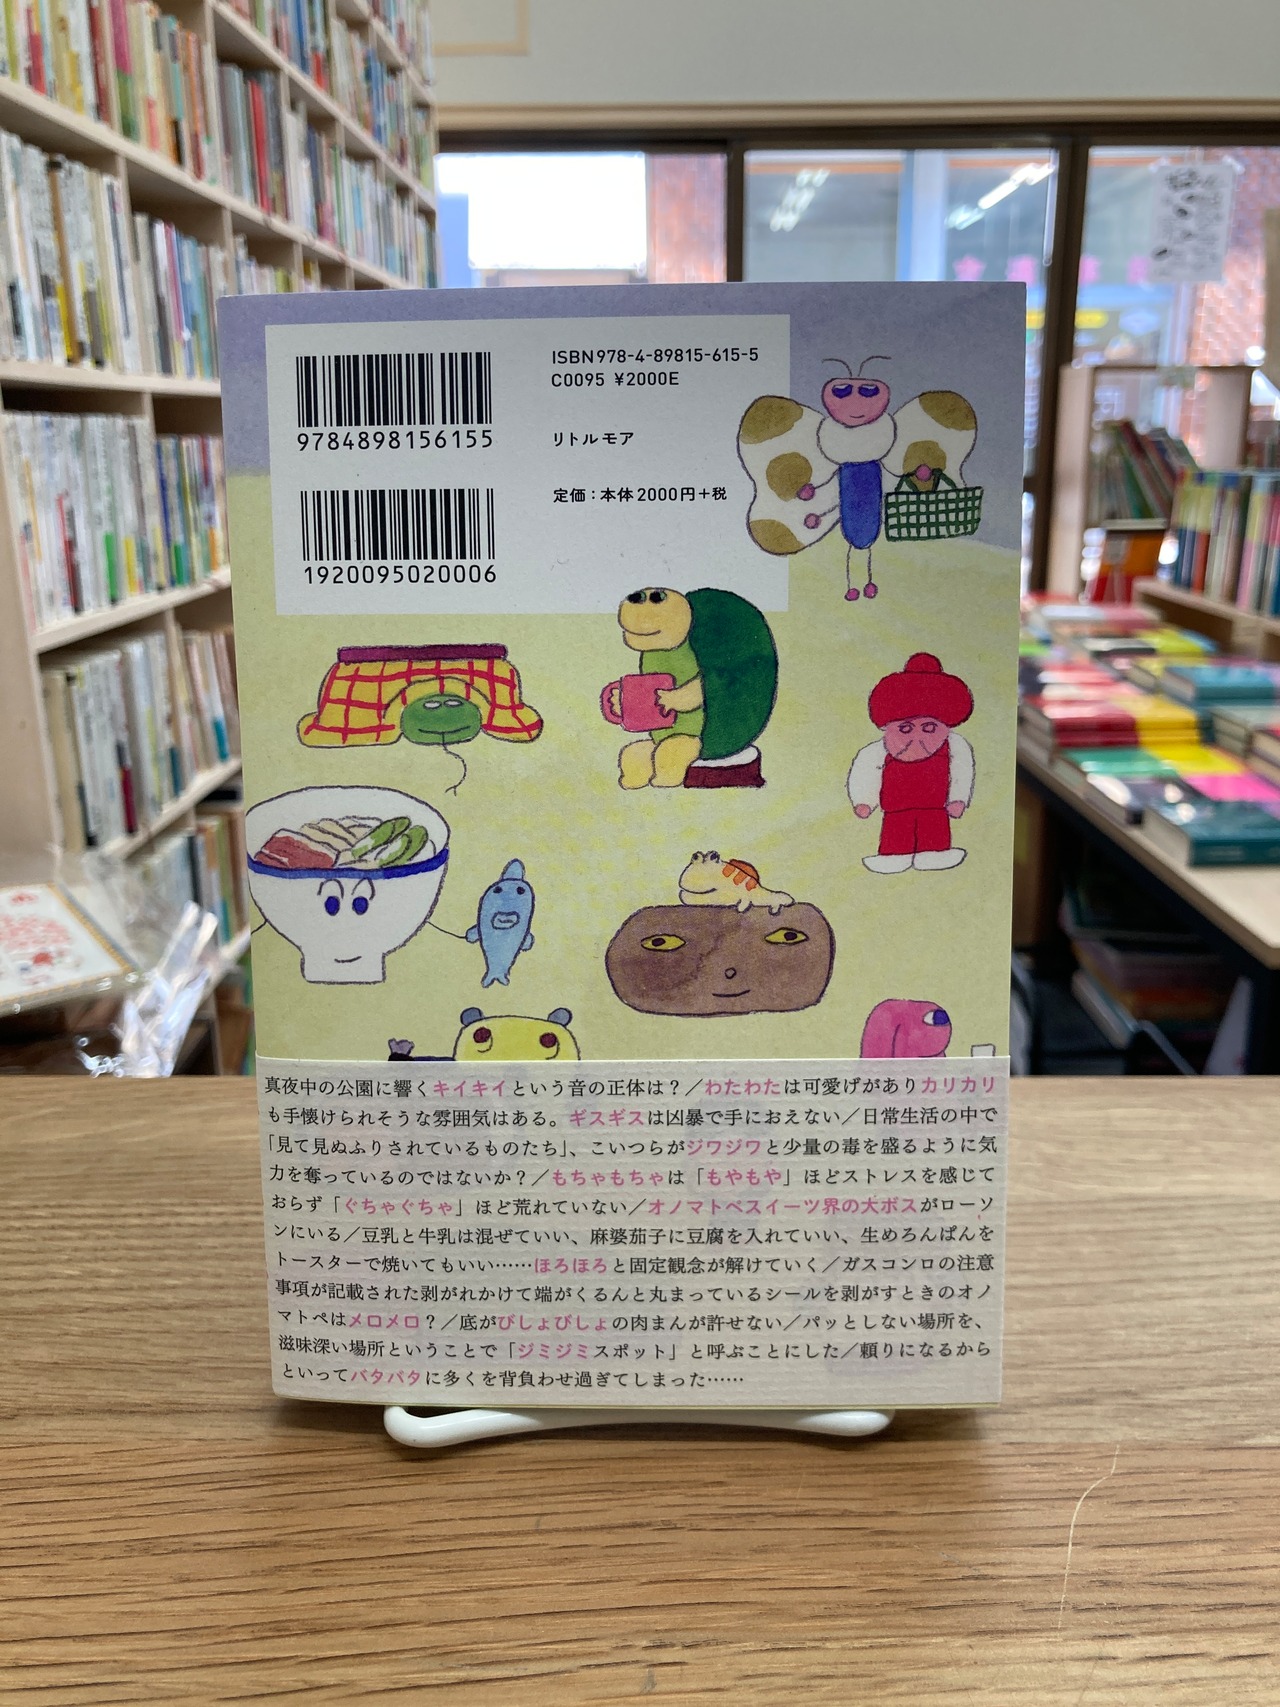 ISBN978-4-89815-615-5
C0095 ¥2000E
9784898156155
リトルモア
定価：本体2000円+税
1920095020006
真夜中の公園に響くキイキイという音の正体は？／わたわたは可愛げがありカリカリ
も手懐けられそうな雰囲気はある。ギスギスは凶暴で手におえない／日常生活の中で
「見て見ぬふりされているものたち」、こいつらがジワジワと少量の毒を盛るように気
力を奪っているのではないか？／もちゃもちゃは「もやもや」ほどストレスを感じて
おらず「ぐちゃぐちゃ」ほど荒れていない／オノマトペスイーツ界の大ボスがローソ
ンにいる／豆乳と牛乳は混ぜていい、麻婆茄子に豆腐を入れていい、生めろんぱんを
トースターで焼いてもいい……ほろほろと固定観念が解けていく／ガスコンロの注意
事項が記載された剥がれかけて端がくるんと丸まっているシールを剥がすときのオノ
マトペはメロメロ？／底がびしょびしょの肉まんが許せない／パッとしない場所を、
滋味深い場所ということで「ジミジミスポット」と呼ぶことにした／頼りになるから
といってバタバタに多くを背負わせ過ぎてしまった……